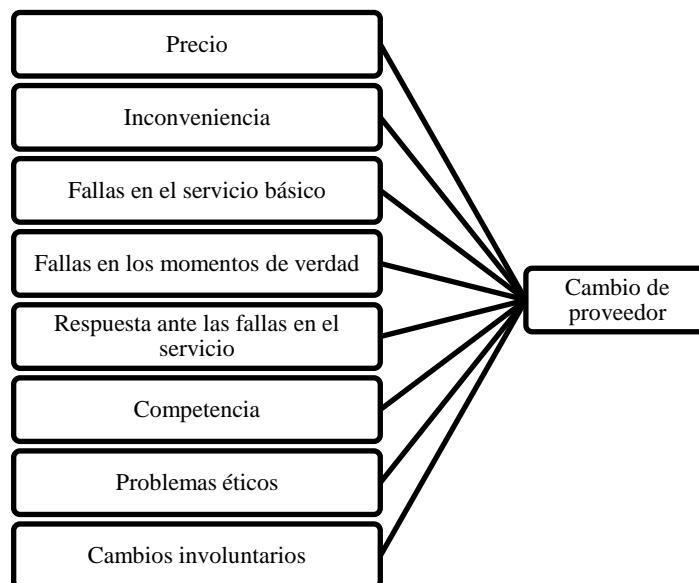 Precio
Inconveniencia
Fallas en el servicio básico
Fallas en los momentos de verdad
Respuesta ante las fallas en el
servicio
Competencia
Problemas éticos
Cambios involuntarios
Cambio de
proveedor